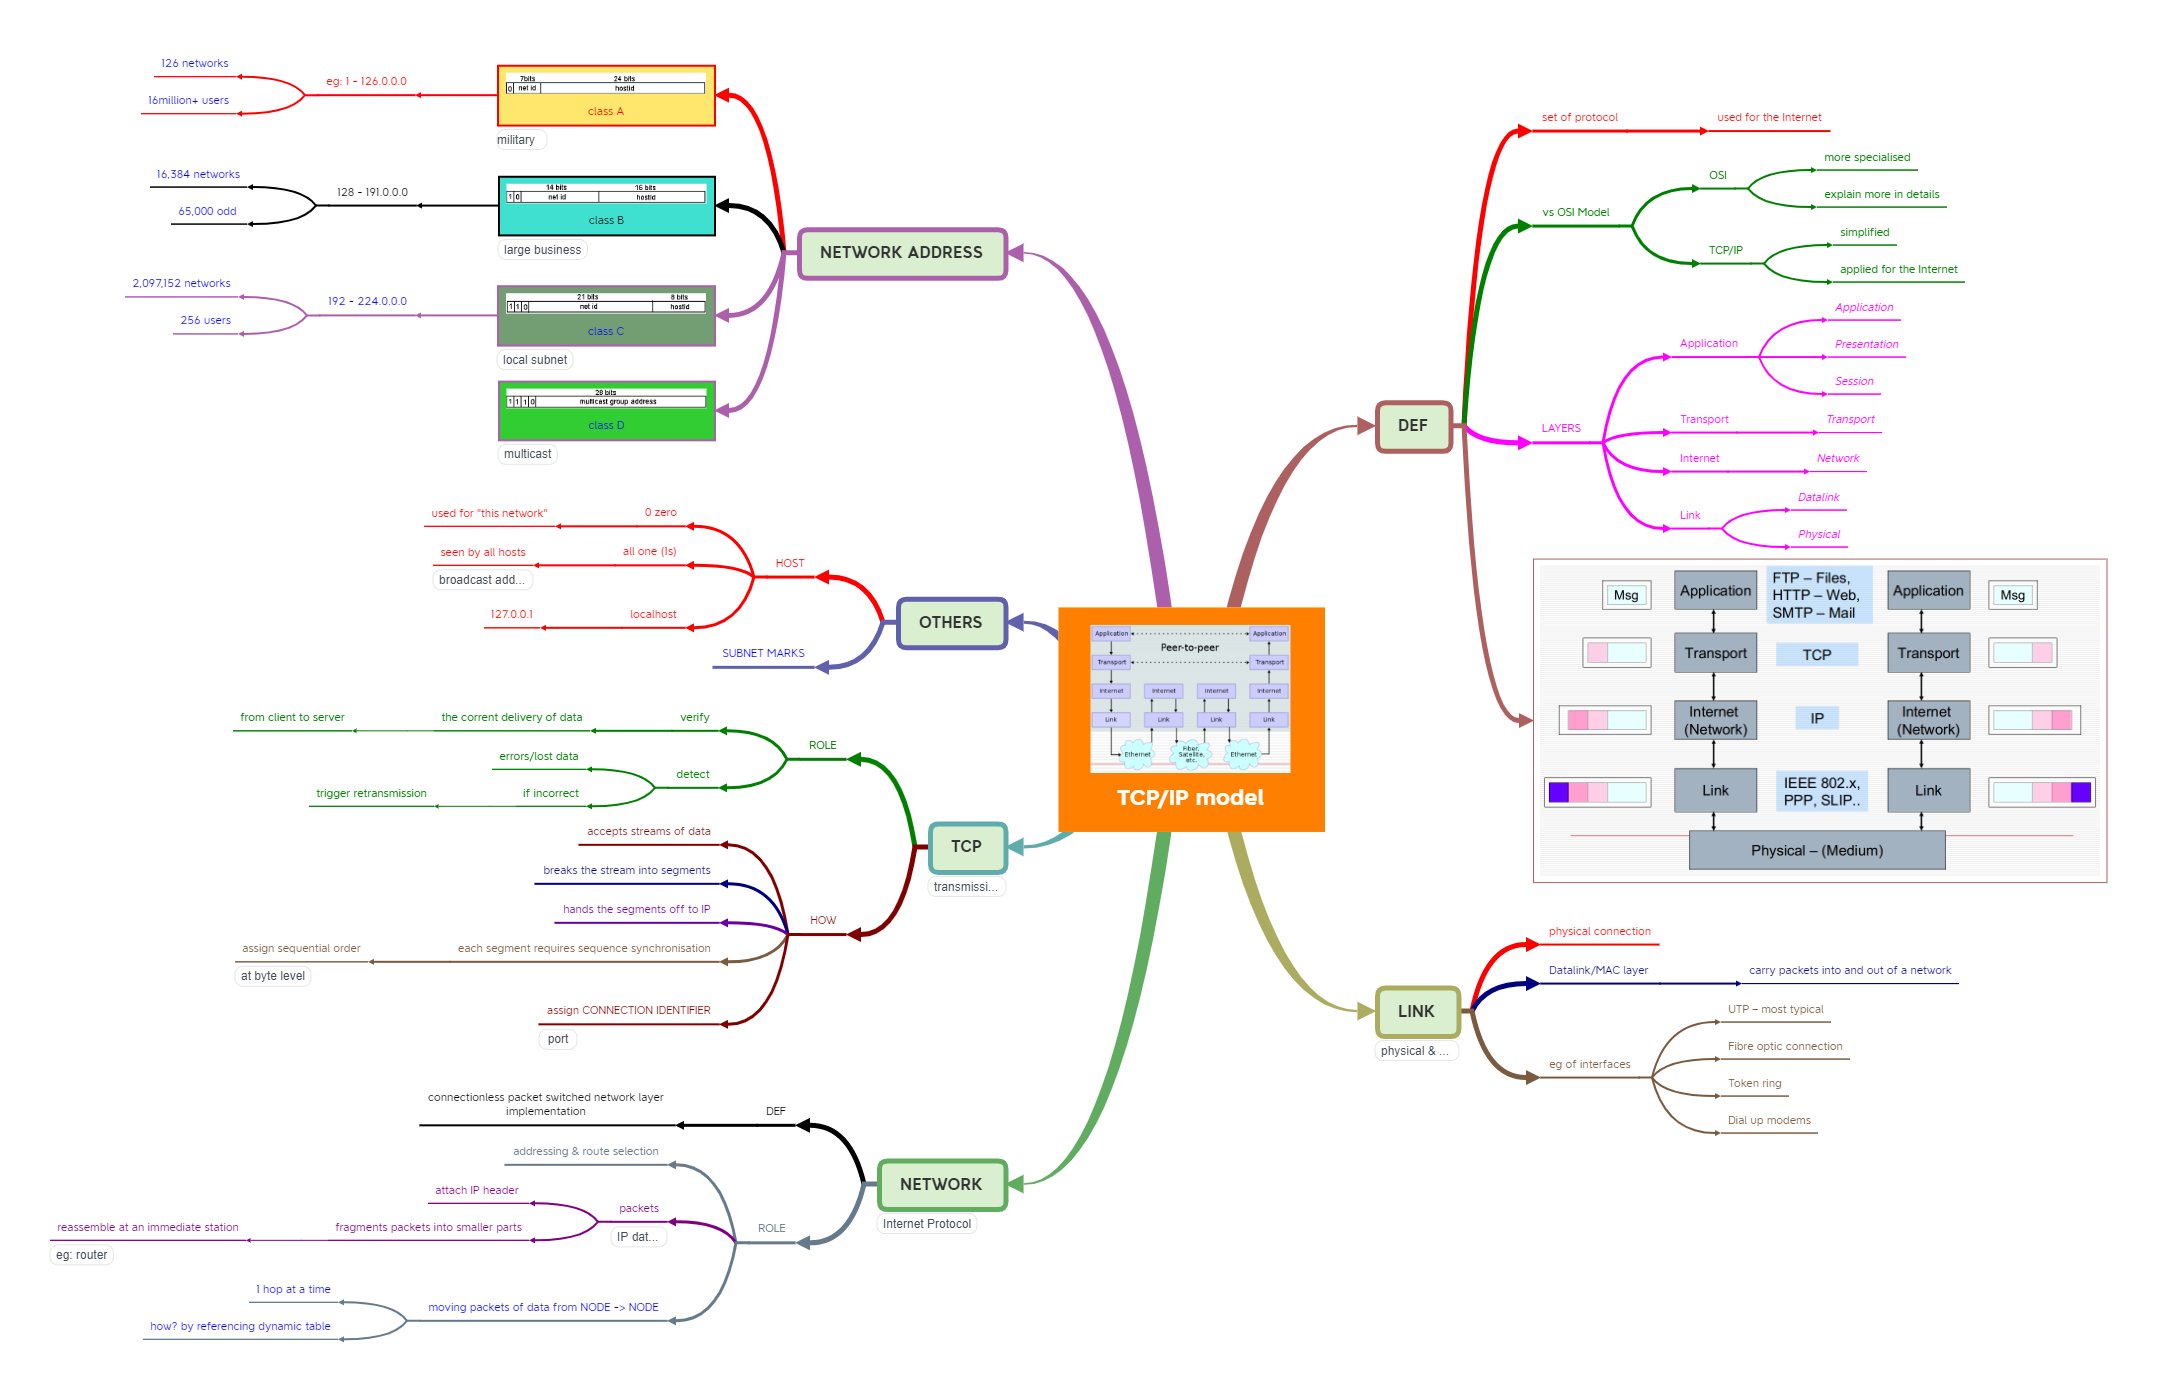 126 networks
16million+ users
eg: 1 - 126.0.0.0
7bits 24 bits
0 net id hostid
class A
military
16,384 networks
65,000 odd
128 - 191.0.0.0
14 bits 16 bits
1 0 net id hostid
class B
large business
2,097,152 networks
256 users
192 - 224.0.0.0
21 bits 8 bits
1 1 0 net id hostid
class C
local subnet
28 bits
1 1 1 0 multicast group address
class D
multicast
NETWORK ADDRESS
used for "this network"
0 zero
seen by all hosts
all one (1s)
broadcast add...
127.0.0.1
localhost
HOST
SUBNET MARKS
OTHERS
from client to server
the corrent delivery of data
verify
errors/lost data
trigger retransmission
if incorrect
detect
ROLE
accepts streams of data
breaks the stream into segments
hands the segments off to IP
assign sequential order
each segment requires sequence synchronisation
at byte level
assign CONNECTION IDENTIFIER
port
HOW
TCP
transmissi...
connectionless packet switched network layer
implementation
DEF
addressing & route selection
attach IP header
reassemble at an immediate station
fragments packets into smaller parts
eg: router
packets
IP dat...
1 hop at a time
how? by referencing dynamic table
moving packets of data from NODE -> NODE
ROLE
NETWORK
Internet Protocol
Application Application
Peer-to-peer
Transport Transport
Internet Internet Internet Internet
Link Link Link Link
Ethernet
Fiber,
Satellite,
etc.
Ethernet
TCP/IP model
DEF
set of protocol
used for the Internet
vs OSI Model
OSI
more specialised
explain more in details
TCP/IP
simplified
applied for the Internet
LAYERS
Application
Application
Presentation
Session
Transport
Transport
Internet
Network
Link
Datalink
Physical
Msg
Application
FTP – Files,
HTTP – Web,
SMTP – Mail
Application
Msg
Transport
TCP
Transport
Internet
(Network)
IP
Internet
(Network)
Link
IEEE 802.x,
PPP, SLIP..
Link
Physical – (Medium)
LINK
physical & ...
physical connection
Datalink/MAC layer
carry packets into and out of a network
eg of interfaces
UTP – most typical
Fibre optic connection
Token ring
Dial up modems